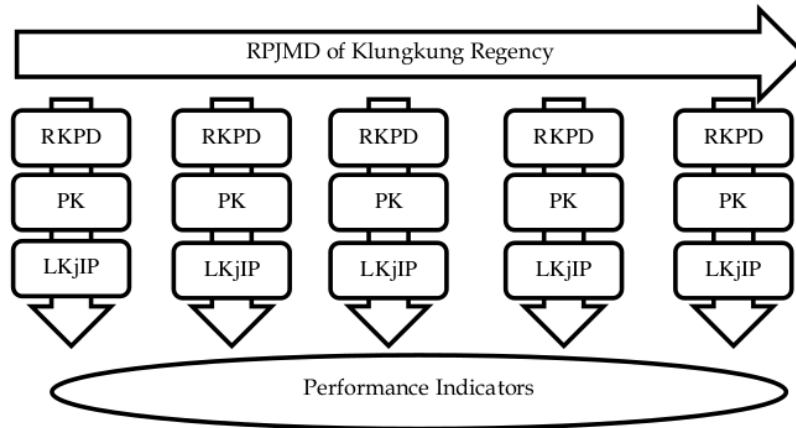 RPJMD of Klungkung Regency
RKPD RKPD RKPD RKPD RKPD
PK PK PK PK PK
LKjIP LKjIP LKjIP LKjIP LKjIP
Performance Indicators